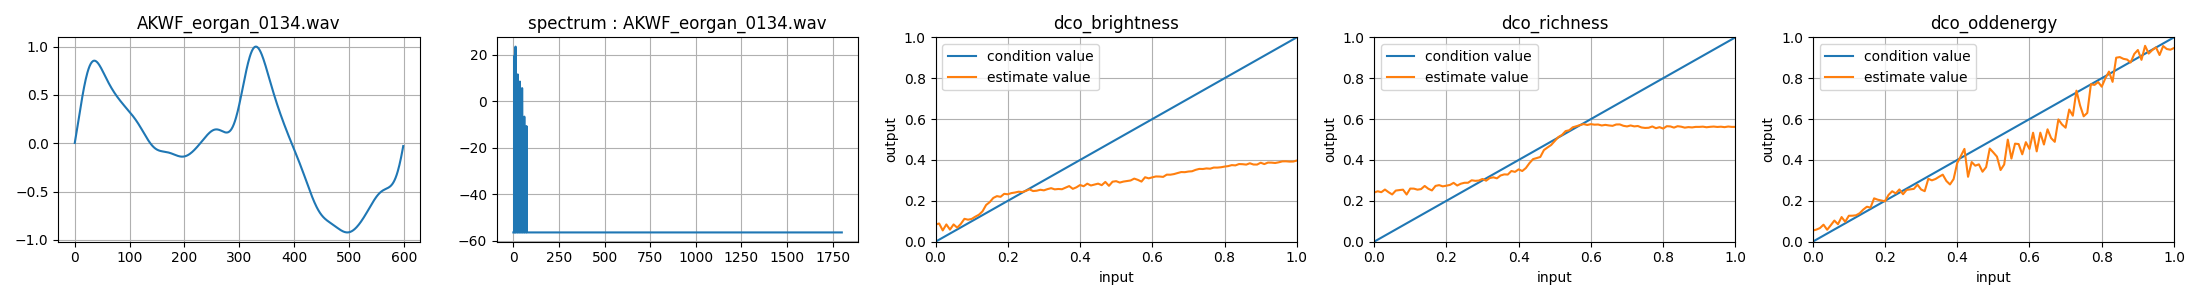 AKWF_eorgan_0134.wav
1.0
0.5
0.0
−0.5
−1.0
0 100 200 300 400 500 600
spectrum : AKWF_eorgan_0134.wav
20
0
−20
−40
−60
0 250 500 750 1000 1250 1500 1750
dco_brightness
condition value
estimate value
output
1.0
0.8
0.6
0.4
0.2
0.0
0.0 0.2 0.4 0.6 0.8 1.0
input
dco_richness
condition value
estimate value
output
1.0
0.8
0.6
0.4
0.2
0.0
0.0 0.2 0.4 0.6 0.8 1.0
input
dco_oddenergy
condition value
estimate value
output
1.0
0.8
0.6
0.4
0.2
0.0
0.0 0.2 0.4 0.6 0.8 1.0
input